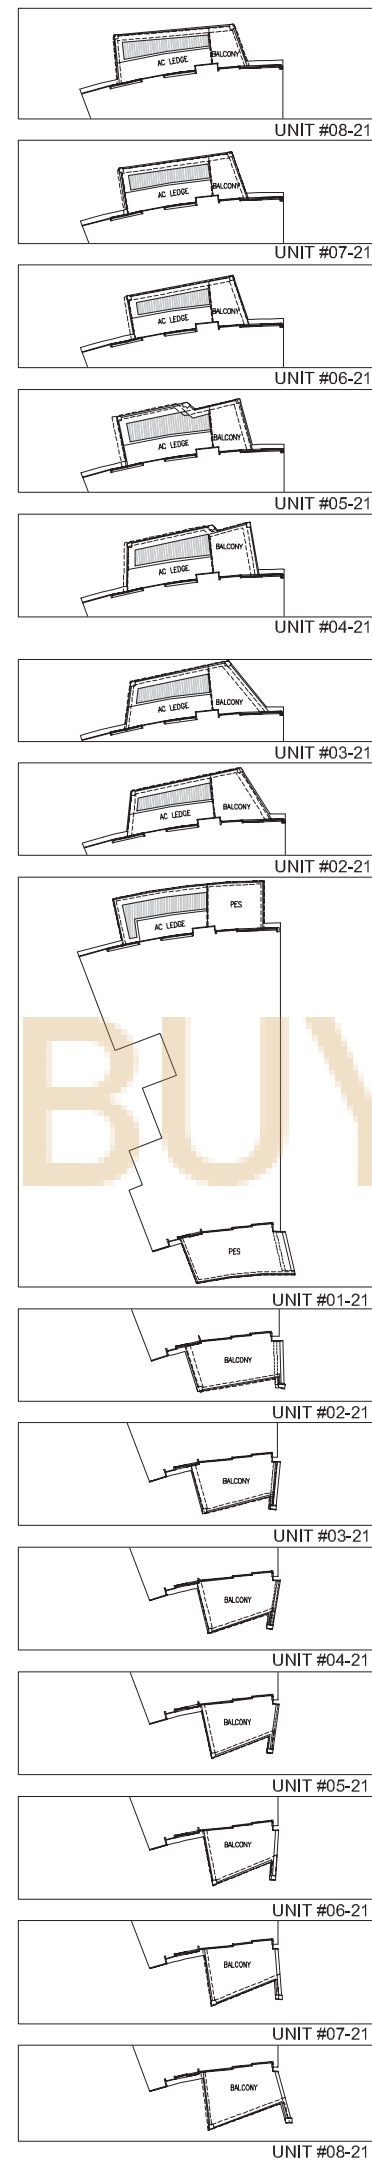 AC LEDGE BALCONY
UNIT #08-21
AC LEDGE BALCONY
UNIT #07-21
AC LEDGE BALCONY
UNIT #06-21
AC LEDGE BALCONY
UNIT #05-21
AC LEDGE BALCONY
UNIT #04-21
AC LEDGE BALCONY
UNIT #03-21
AC LEDGE BALCONY
UNIT #02-21
AC LEDGE PES
BUY
PES
UNIT #01-21
BALCONY
UNIT #02-21
BALCONY
UNIT #03-21
BALCONY
UNIT #04-21
BALCONY
UNIT #05-21
BALCONY
UNIT #06-21
BALCONY
UNIT #07-21
BALCONY
UNIT #08-21